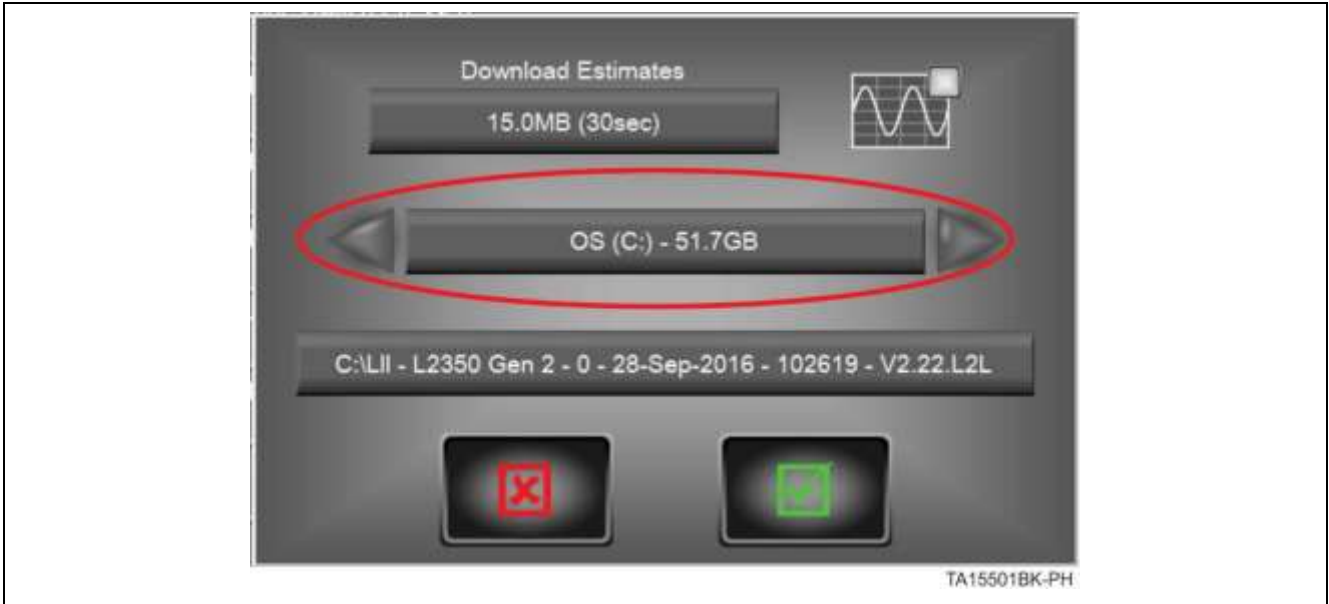 Download Estimates
15.0MB (30sec)
OS (C:) - 51.7GB
C:\LII - L2350 Gen 2 - 0 - 28-Sep-2016 - 102619 - V2.22.L2L
TA15501BK-PH